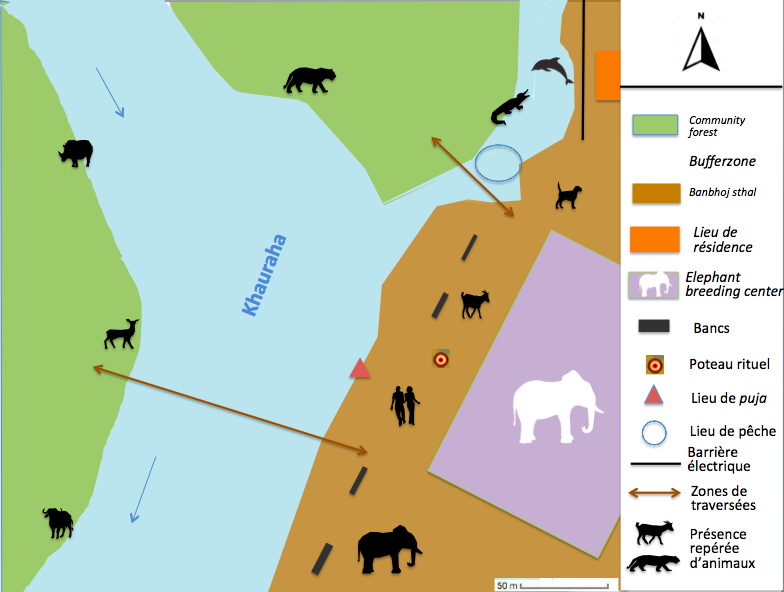 Khauraha
50 m
N
Community
forest
Bufferzone
Banbhoj sthal
Lieu de
résidence
Elephant
breeding center
Bancs
Poteau rituel
Lieu de puja
Lieu de pêche
Barrière
électrique
Zones de
traversées
Présence
repérée
d’animaux